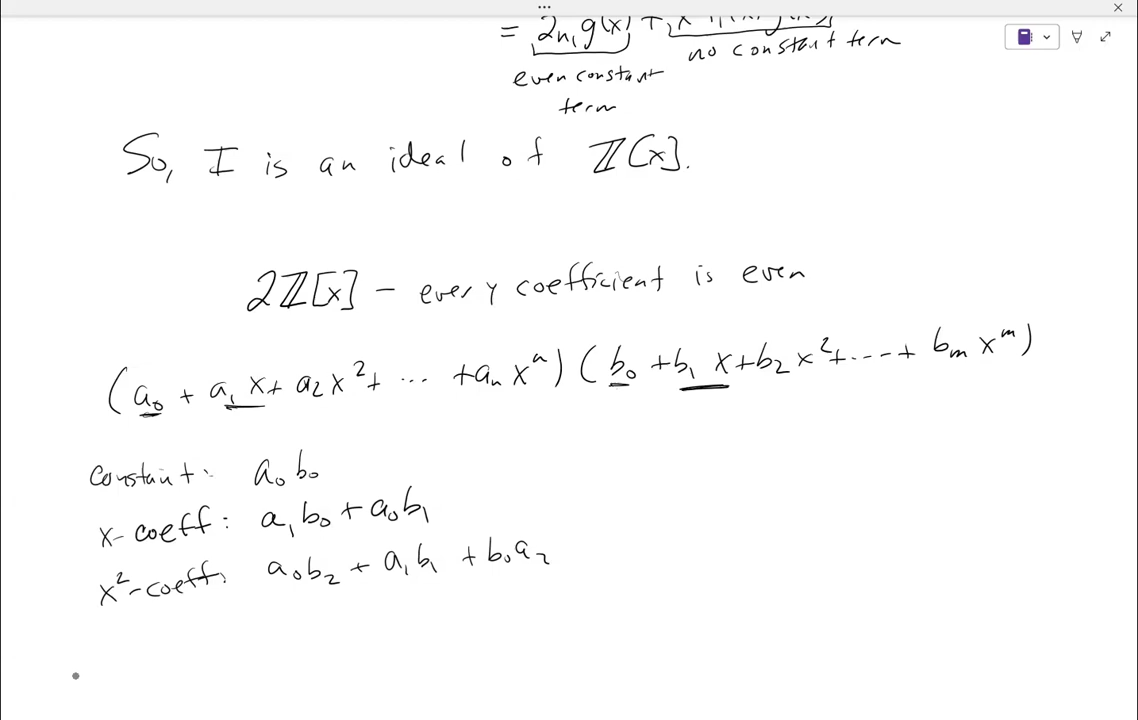 = 2n₁g(x) +
no constant term
even constant
term
So, I is an ideal of ℤ[x].
2ℤ[x] - every coefficient is even
(a₀ + a₁x + a₂x² + ... + aₙxⁿ)(b₀ + b₁x + b₂x² + ... + bₘxᵐ)
constant: a₀b₀
x-coeff: a₁b₀ + a₀b₁
x²-coeff: a₀b₂ + a₁b₁ + b₀a₂